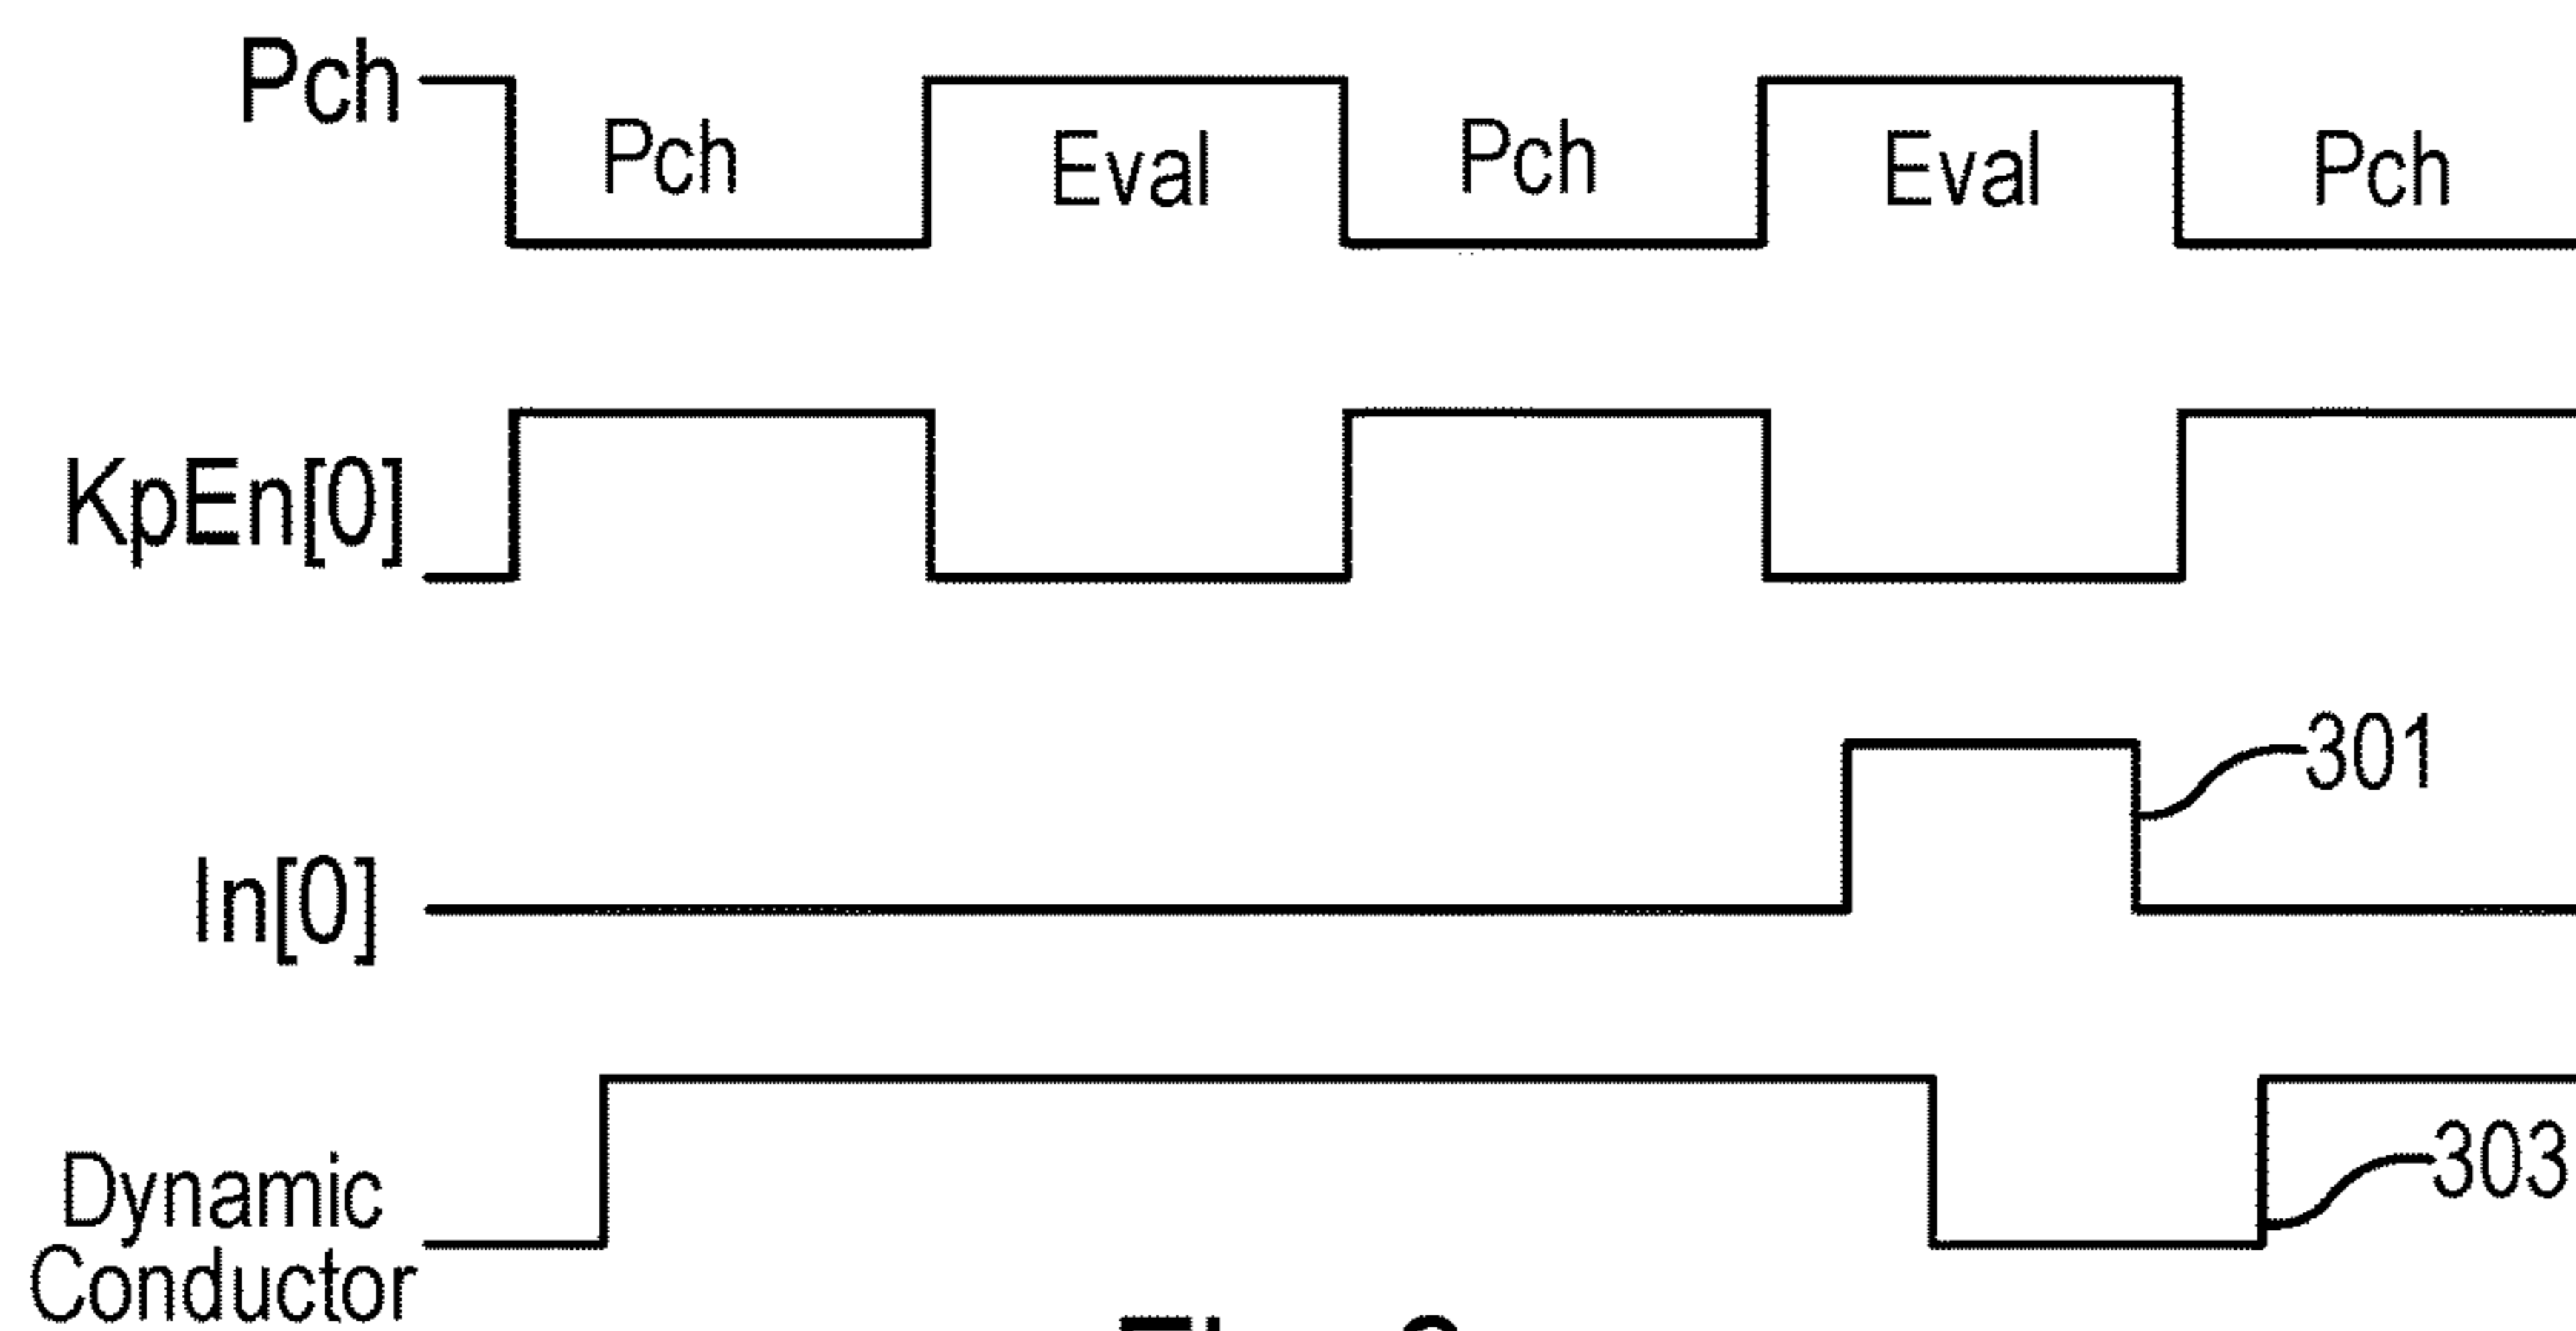 Pch
Pch Eval Pch Eval Pch
KpEn[0]
301
In[0]
303
Dynamic
Conductor